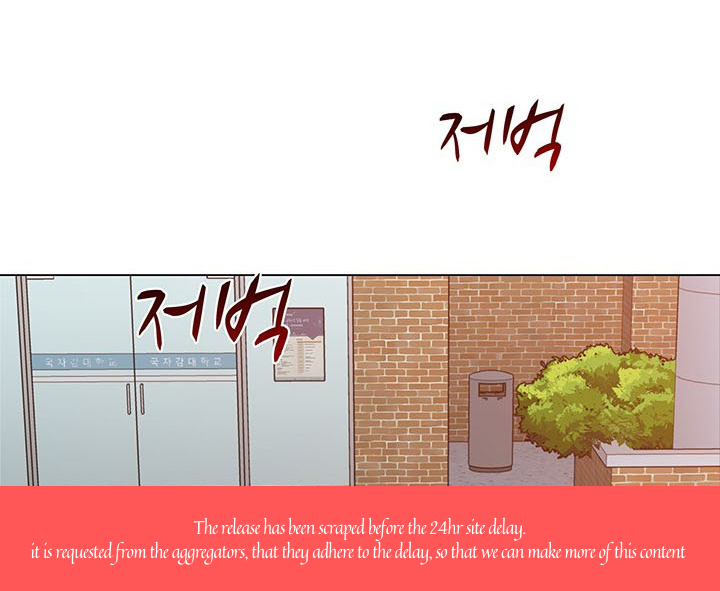 제벅
제벅
국자감대학교 국자감대학교
The release has been scraped before the 24hr site delay.
it is requested from the aggregators, that they adhere to the delay, so that we can make more of this content